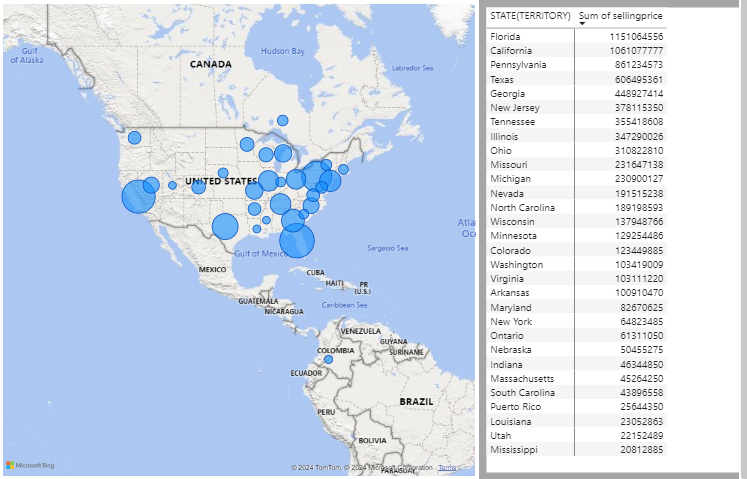 Gulf
of Alaska
Hudson Bay
CANADA
Labrador Sea
UNITED STATES
Gulf of Mexico
Sargasso Sea
MEXICO
CUBA
HAITI
PR
(U.S.)
GUATEMALA
Caribbean Sea
NICARAGUA
VENEZUELA
GUYANA
COLOMBIA
SURINAME
ECUADOR
BRAZIL
PERU
BOLIVIA
PARAGUAY
Microsoft Bing
© 2024 TomTom, © 2024 Microsoft Corporation Terms
STATE(TERRITORY) Sum of sellingprice
Florida 1151064556
California 1061077777
Pennsylvania 861234573
Texas 606495361
Georgia 448927414
New Jersey 378115350
Tennessee 355418608
Illinois 347290026
Ohio 310822810
Missouri 231647138
Michigan 230900127
Nevada 191515238
North Carolina 189198593
Wisconsin 137948766
Minnesota 129254486
Colorado 123449885
Washington 103419009
Virginia 103111220
Arkansas 100910470
Maryland 82670625
New York 64823485
Ontario 61311050
Nebraska 50455275
Indiana 46344850
Massachusetts 45264250
South Carolina 43896558
Puerto Rico 25644350
Louisiana 23052863
Utah 22152489
Mississippi 20812885